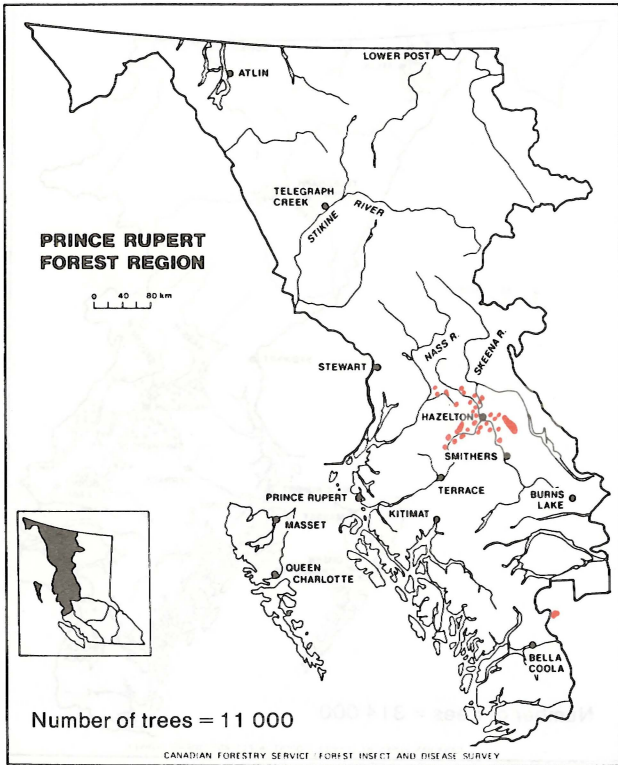 ATLIN
LOWER POST
TELEGRAPH
CREEK
STIKINE RIVER
PRINCE RUPERT
FOREST REGION
0 40 80 km
NASS R.
SKEENA R.
STEWART
HAZELTON
SMITHERS
TERRACE
PRINCE RUPERT
BURNS
LAKE
KITIMAT
MASSET
QUEEN
CHARLOTTE
BELLA
COOLA
Number of trees = 11 000
CANADIAN FORESTRY SERVICE FOREST INSECT AND DISEASE SURVEY